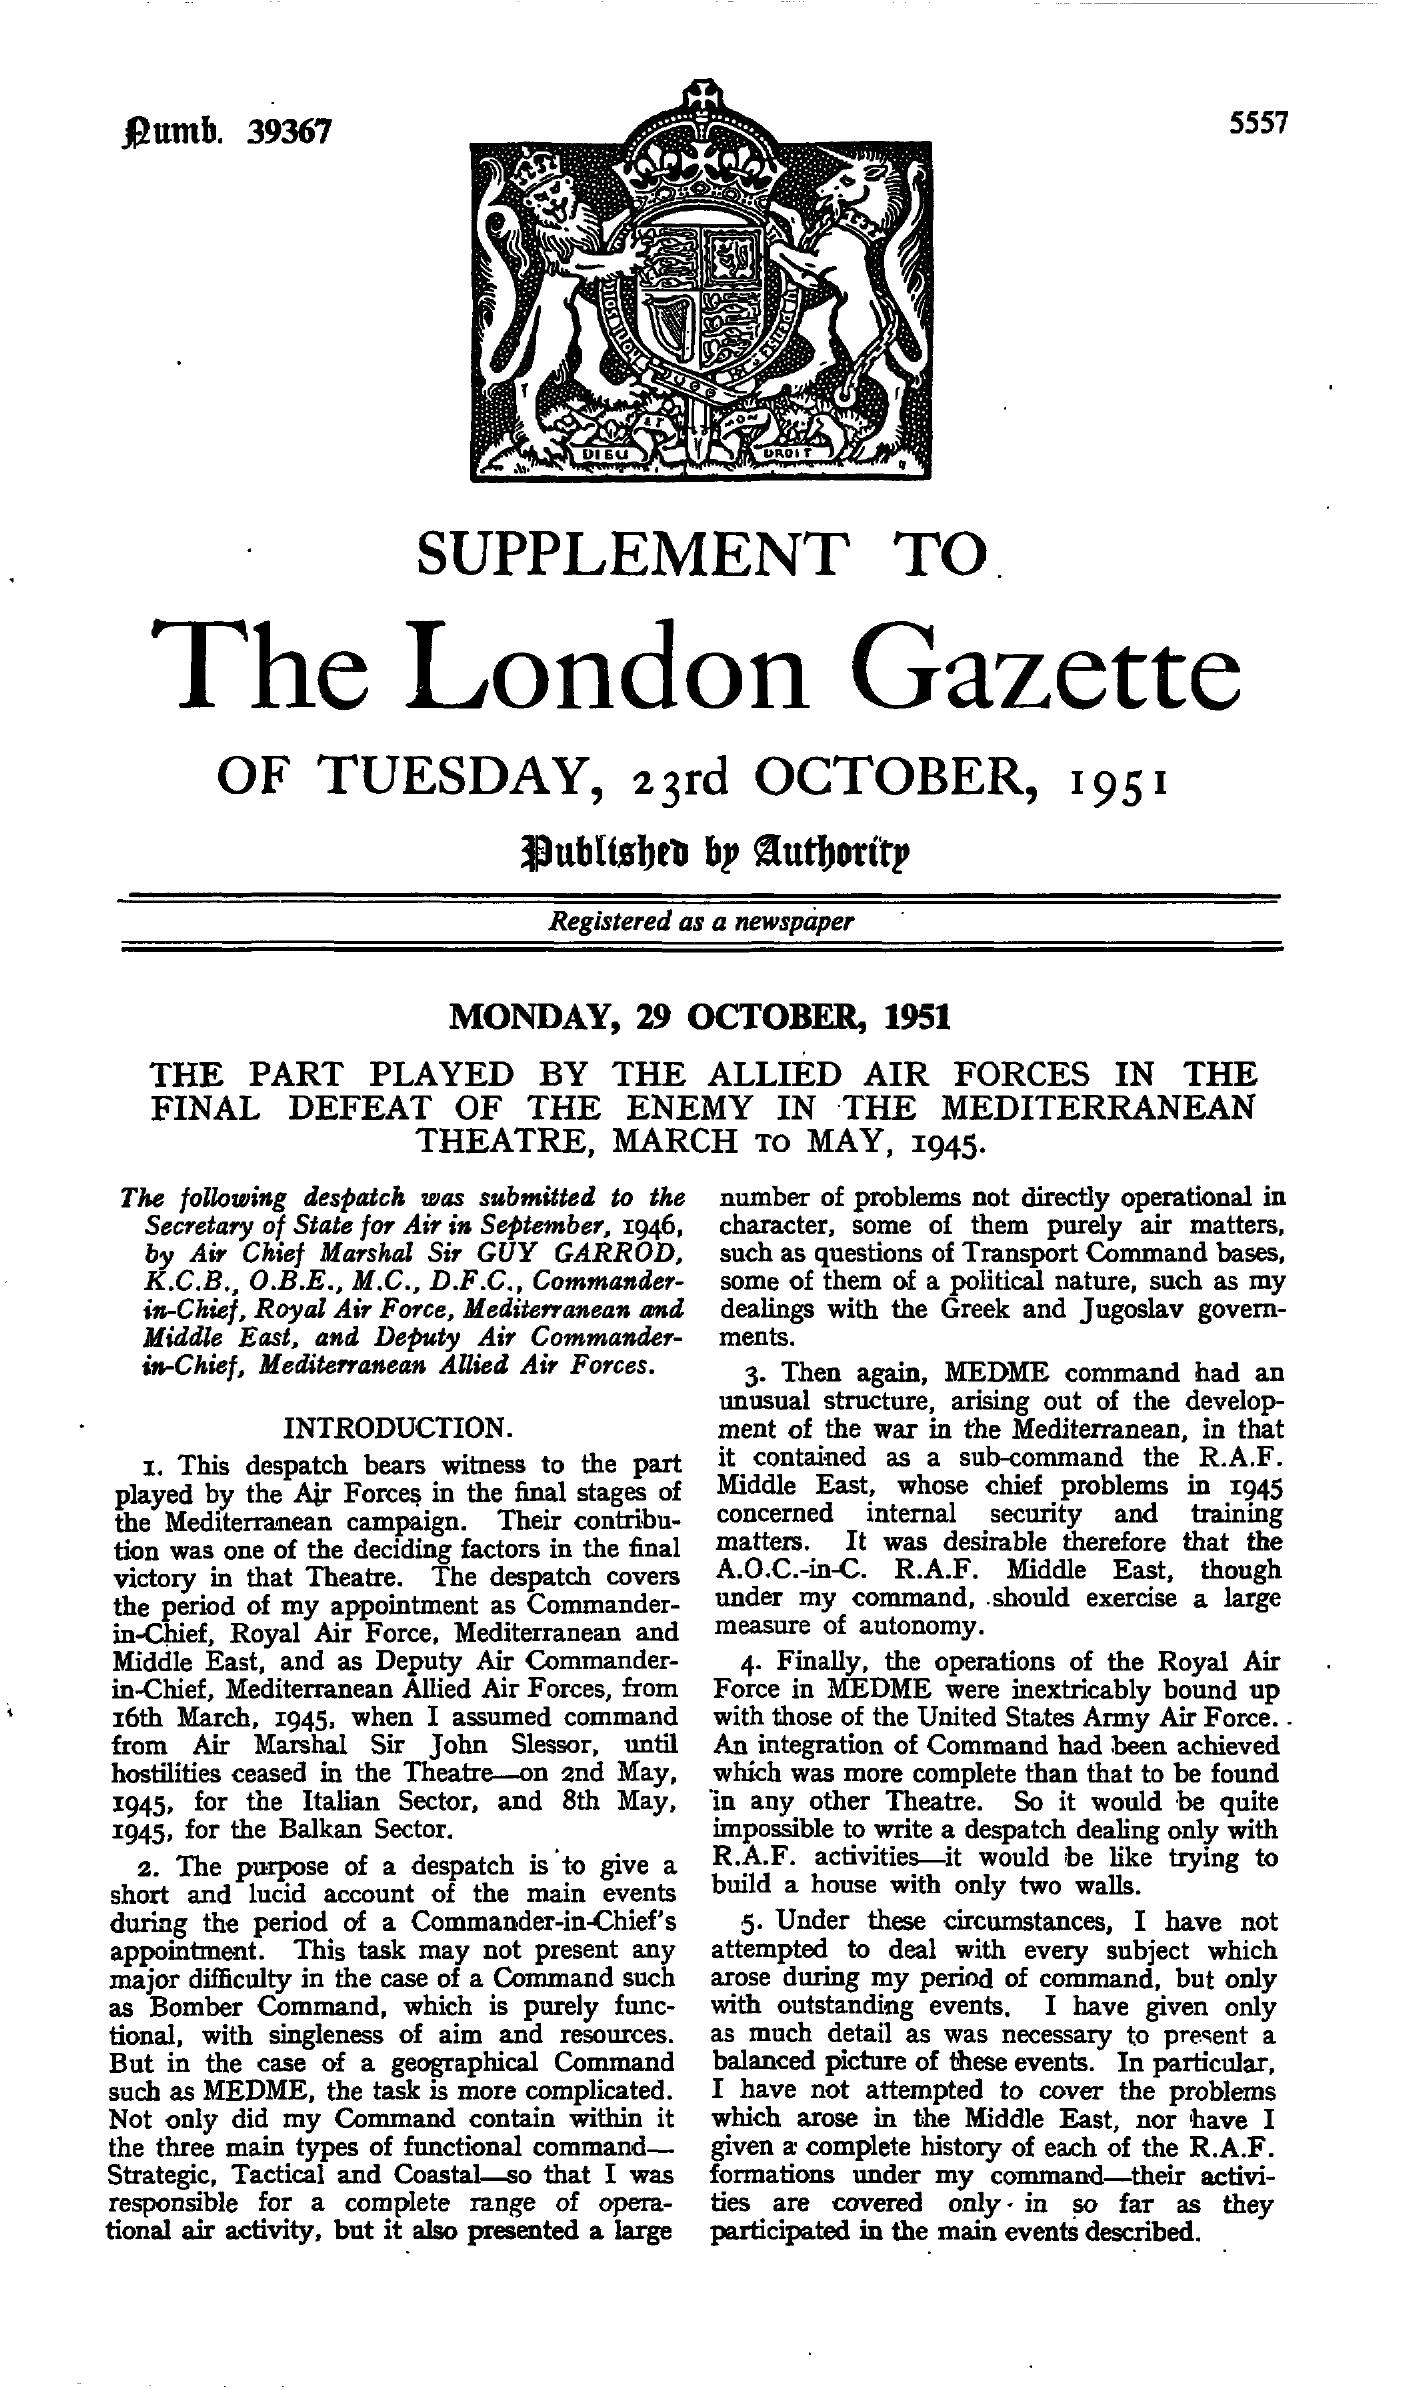 Numb. 39367
5557
DIEU ET MON DROIT
SUPPLEMENT TO
The London Gazette
OF TUESDAY, 23rd OCTOBER, 1951
Published by Authority
Registered as a newspaper
MONDAY, 29 OCTOBER, 1951
THE PART PLAYED BY THE ALLIED AIR FORCES IN THE
FINAL DEFEAT OF THE ENEMY IN THE MEDITERRANEAN
THEATRE, MARCH TO MAY, 1945.
The following despatch was submitted to the
Secretary of State for Air in September, 1946,
by Air Chief Marshal Sir GUY GARROD,
K.C.B., O.B.E., M.C., D.F.C., Commander-
in-Chief, Royal Air Force, Mediterranean and
Middle East, and Deputy Air Commander-
in-Chief, Mediterranean Allied Air Forces.
INTRODUCTION.
1. This despatch bears witness to the part
played by the Air Forces in the final stages of
the Mediterranean campaign. Their contribu-
tion was one of the deciding factors in the final
victory in that Theatre. The despatch covers
the period of my appointment as Commander-
in-Chief, Royal Air Force, Mediterranean and
Middle East, and as Deputy Air Commander-
in-Chief, Mediterranean Allied Air Forces, from
16th March, 1945, when I assumed command
from Air Marshal Sir John Slessor, until
hostilities ceased in the Theatre—on 2nd May,
1945, for the Italian Sector, and 8th May,
1945, for the Balkan Sector.
2. The purpose of a despatch is to give a
short and lucid account of the main events
during the period of a Commander-in-Chief's
appointment. This task may not present any
major difficulty in the case of a Command such
as Bomber Command, which is purely func-
tional, with singleness of aim and resources.
But in the case of a geographical Command
such as MEDME, the task is more complicated.
Not only did my Command contain within it
the three main types of functional command—
Strategic, Tactical and Coastal—so that I was
responsible for a complete range of opera-
tional air activity, but it also presented a large
number of problems not directly operational in
character, some of them purely air matters,
such as questions of Transport Command bases,
some of them of a political nature, such as my
dealings with the Greek and Jugoslav govern-
ments.
3. Then again, MEDME command had an
unusual structure, arising out of the develop-
ment of the war in the Mediterranean, in that
it contained as a sub-command the R.A.F.
Middle East, whose chief problems in 1945
concerned internal security and training
matters. It was desirable therefore that the
A.O.C.-in-C. R.A.F. Middle East, though
under my command, should exercise a large
measure of autonomy.
4. Finally, the operations of the Royal Air
Force in MEDME were inextricably bound up
with those of the United States Army Air Force.
An integration of Command had been achieved
which was more complete than that to be found
in any other Theatre. So it would be quite
impossible to write a despatch dealing only with
R.A.F. activities—it would be like trying to
build a house with only two walls.
5. Under these circumstances, I have not
attempted to deal with every subject which
arose during my period of command, but only
with outstanding events. I have given only
as much detail as was necessary to present a
balanced picture of these events. In particular,
I have not attempted to cover the problems
which arose in the Middle East, nor have I
given a complete history of each of the R.A.F.
formations under my command—their activi-
ties are covered only in so far as they
participated in the main events described.